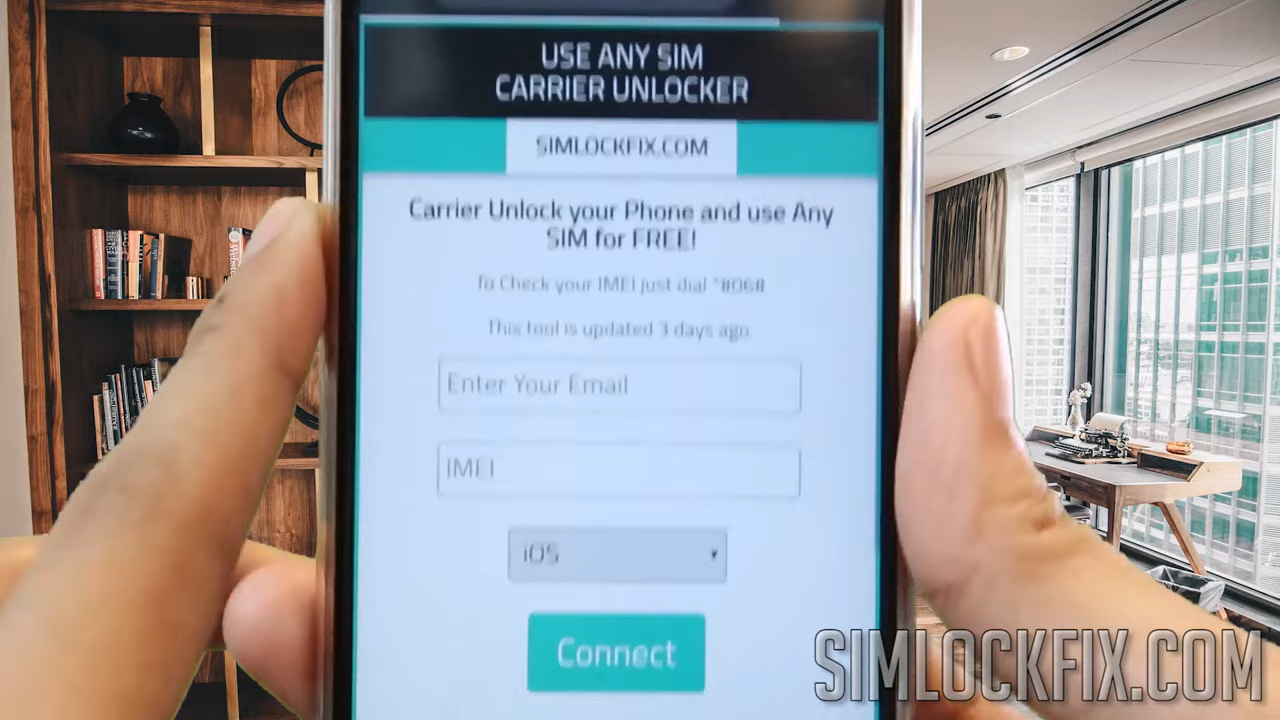 USE ANY SIM
CARRIER UNLOCKER
SIMLOCKFIX.COM
Carrier Unlock your Phone and use Any
SIM for FREE!
To Check your IMEI just dial *#06#
This tool is updated 3 days ago.
Enter Your Email
IMEI
iOS
Connect
SIMLOCKFIX.COM